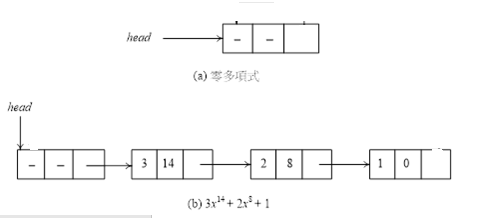 head
– –
(a) 零多項式
head
– – 3 14 2 8 1 0
(b) 3x¹⁴ + 2x⁸ + 1